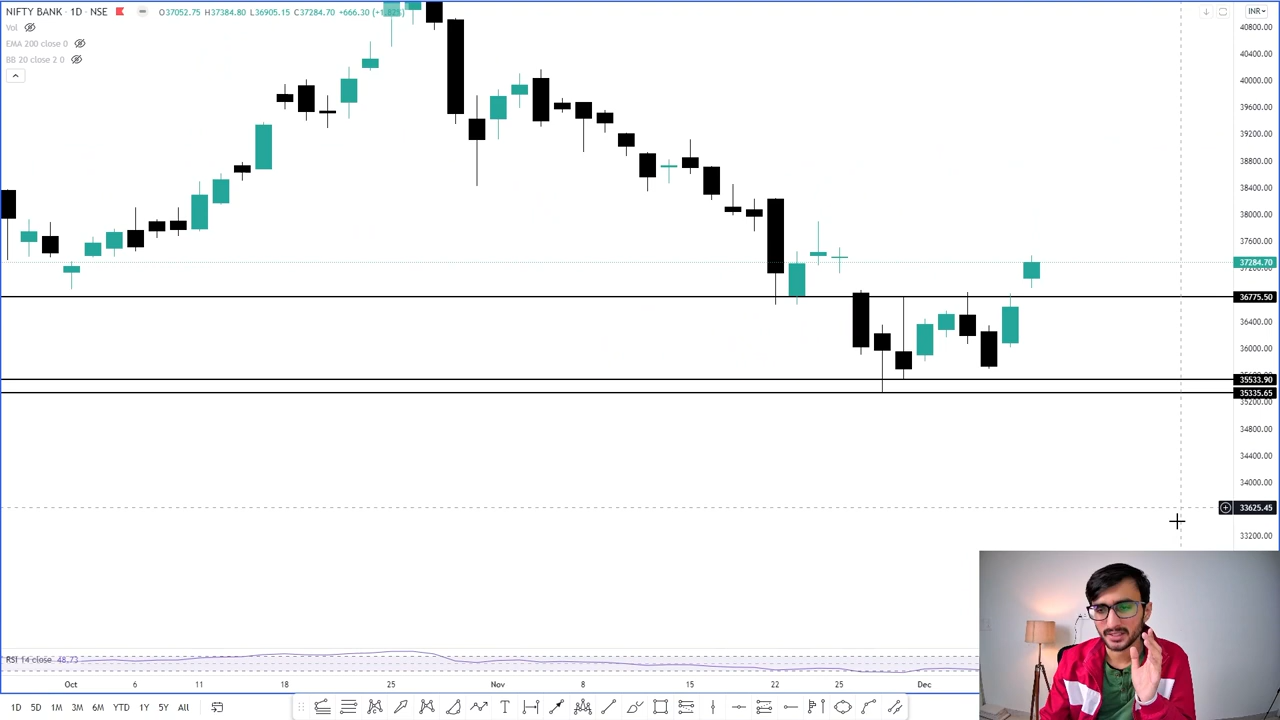 NIFTY BANK · 1D · NSE O37052.75 H37384.80 L36905.15 C37284.70 +666.30
INR
Vol
EMA 200 close 0
BB 20 close 2 0
40800.00
40400.00
40000.00
39600.00
39200.00
38800.00
38400.00
38000.00
37600.00
37284.70
36775.50
36400.00
36000.00
35533.90
35335.65
35200.00
34800.00
34400.00
34000.00
33625.45
33200.00
RSI 14 close 48.73
Oct 6 11 18 25 Nov 8 15 22 25 Dec
1D 5D 1M 3M 6M YTD 1Y 5Y All